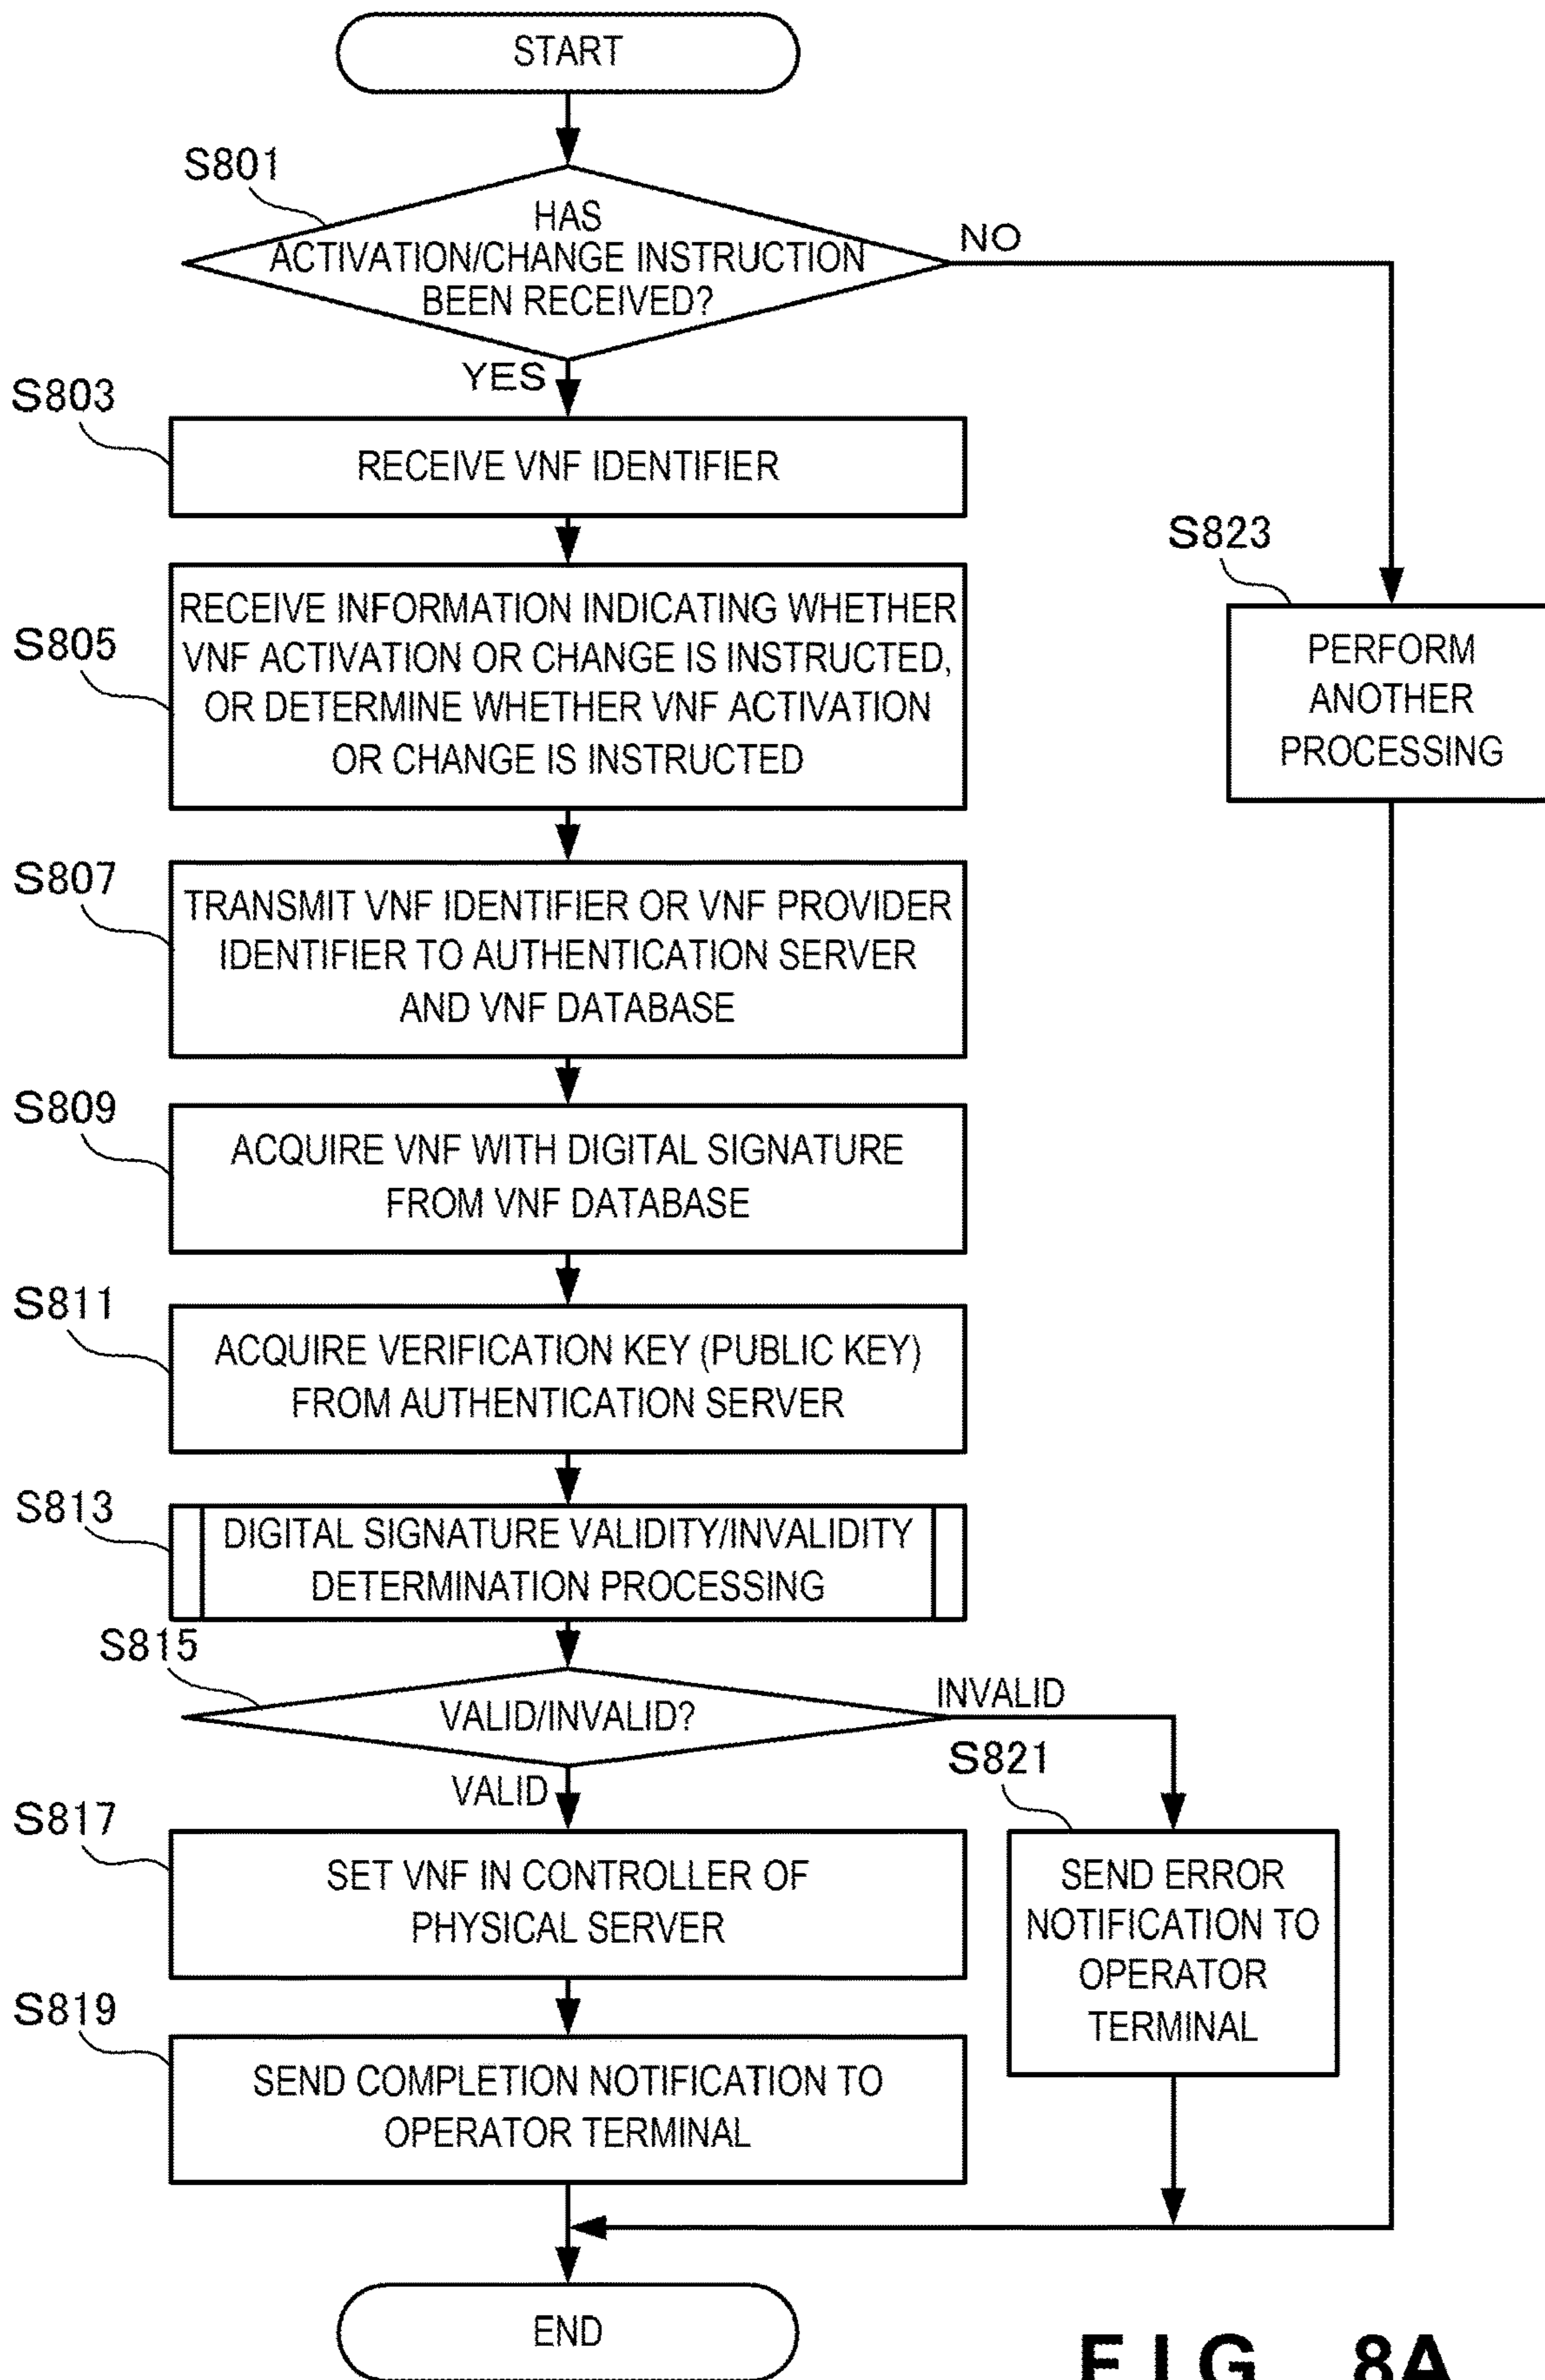 START
S801
HAS
ACTIVATION/CHANGE INSTRUCTION
BEEN RECEIVED?
NO
YES
S803
RECEIVE VNF IDENTIFIER
S805
RECEIVE INFORMATION INDICATING WHETHER
VNF ACTIVATION OR CHANGE IS INSTRUCTED,
OR DETERMINE WHETHER VNF ACTIVATION
OR CHANGE IS INSTRUCTED
S823
PERFORM
ANOTHER
PROCESSING
S807
TRANSMIT VNF IDENTIFIER OR VNF PROVIDER
IDENTIFIER TO AUTHENTICATION SERVER
AND VNF DATABASE
S809
ACQUIRE VNF WITH DIGITAL SIGNATURE
FROM VNF DATABASE
S811
ACQUIRE VERIFICATION KEY (PUBLIC KEY)
FROM AUTHENTICATION SERVER
S813
DIGITAL SIGNATURE VALIDITY/INVALIDITY
DETERMINATION PROCESSING
S815
VALID/INVALID?
INVALID
VALID
S821
SEND ERROR
NOTIFICATION TO
OPERATOR
TERMINAL
S817
SET VNF IN CONTROLLER OF
PHYSICAL SERVER
S819
SEND COMPLETION NOTIFICATION TO
OPERATOR TERMINAL
END
FIG. 8A